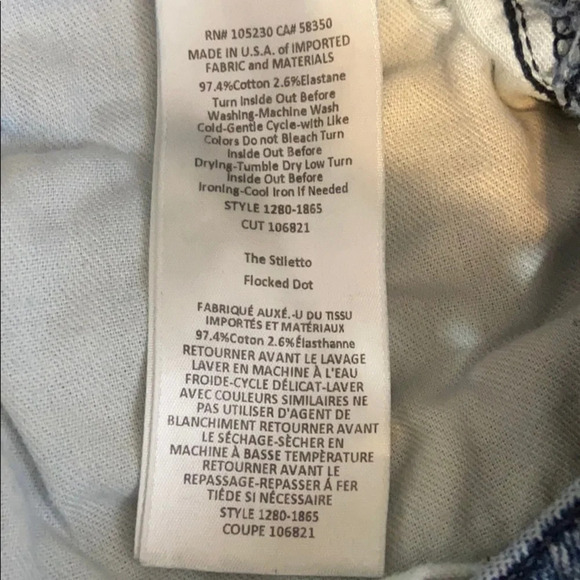 RN# 105230 CA# 58350
MADE IN U.S.A. of IMPORTED
FABRIC and MATERIALS
97.4%Cotton 2.6%Elastane
Turn Inside Out Before
Washing-Machine Wash
Cold-Gentle Cycle-with Like
Colors Do not Bleach Turn
Inside Out Before
Drying-Tumble Dry Low Turn
Inside Out Before
Ironing-Cool Iron if Needed
STYLE 1280-1865
CUT 106821
The Stiletto
Flocked Dot
FABRIQUÉ AUXÉ.-U DU TISSU
IMPORTÉS ET MATÉRIAUX
97.4%Coton 2.6%Élasthanne
RETOURNER AVANT LE LAVAGE
LAVER EN MACHINE À L'EAU
FROIDE-CYCLE DÉLICAT-LAVER
AVEC COULEURS SIMILAIRES NE
PAS UTILISER D'AGENT DE
BLANCHIMENT RETOURNER AVANT
LE SÉCHAGE-SÈCHER EN
MACHINE À BASSE TEMPÈRATURE
RETOURNER AVANT LE
REPASSAGE-REPASSER Á FER
TIÉDE SI NÉCESSAIRE
STYLE 1280-1865
COUPE 106821